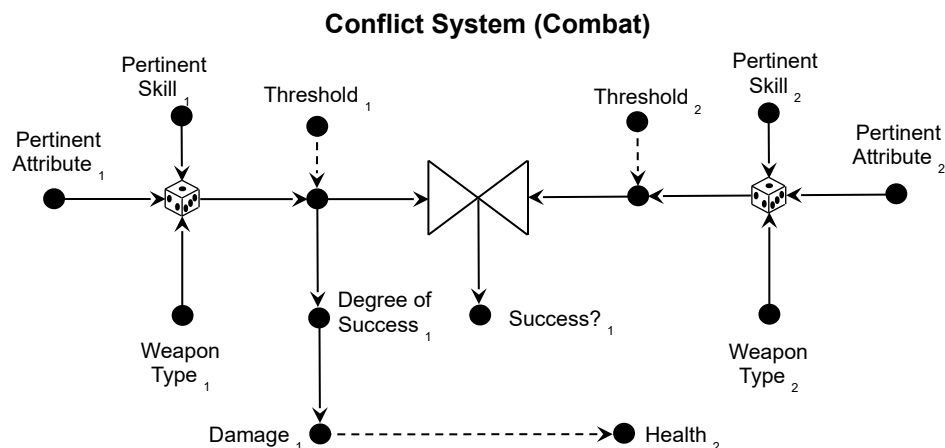 Conflict System (Combat)
Pertinent
Skill 1
Threshold 1
Threshold 2
Pertinent
Skill 2
Pertinent
Attribute 1
Pertinent
Attribute 2
Degree of
Success 1
Success? 1
Weapon
Type 1
Weapon
Type 2
Damage 1
Health 2